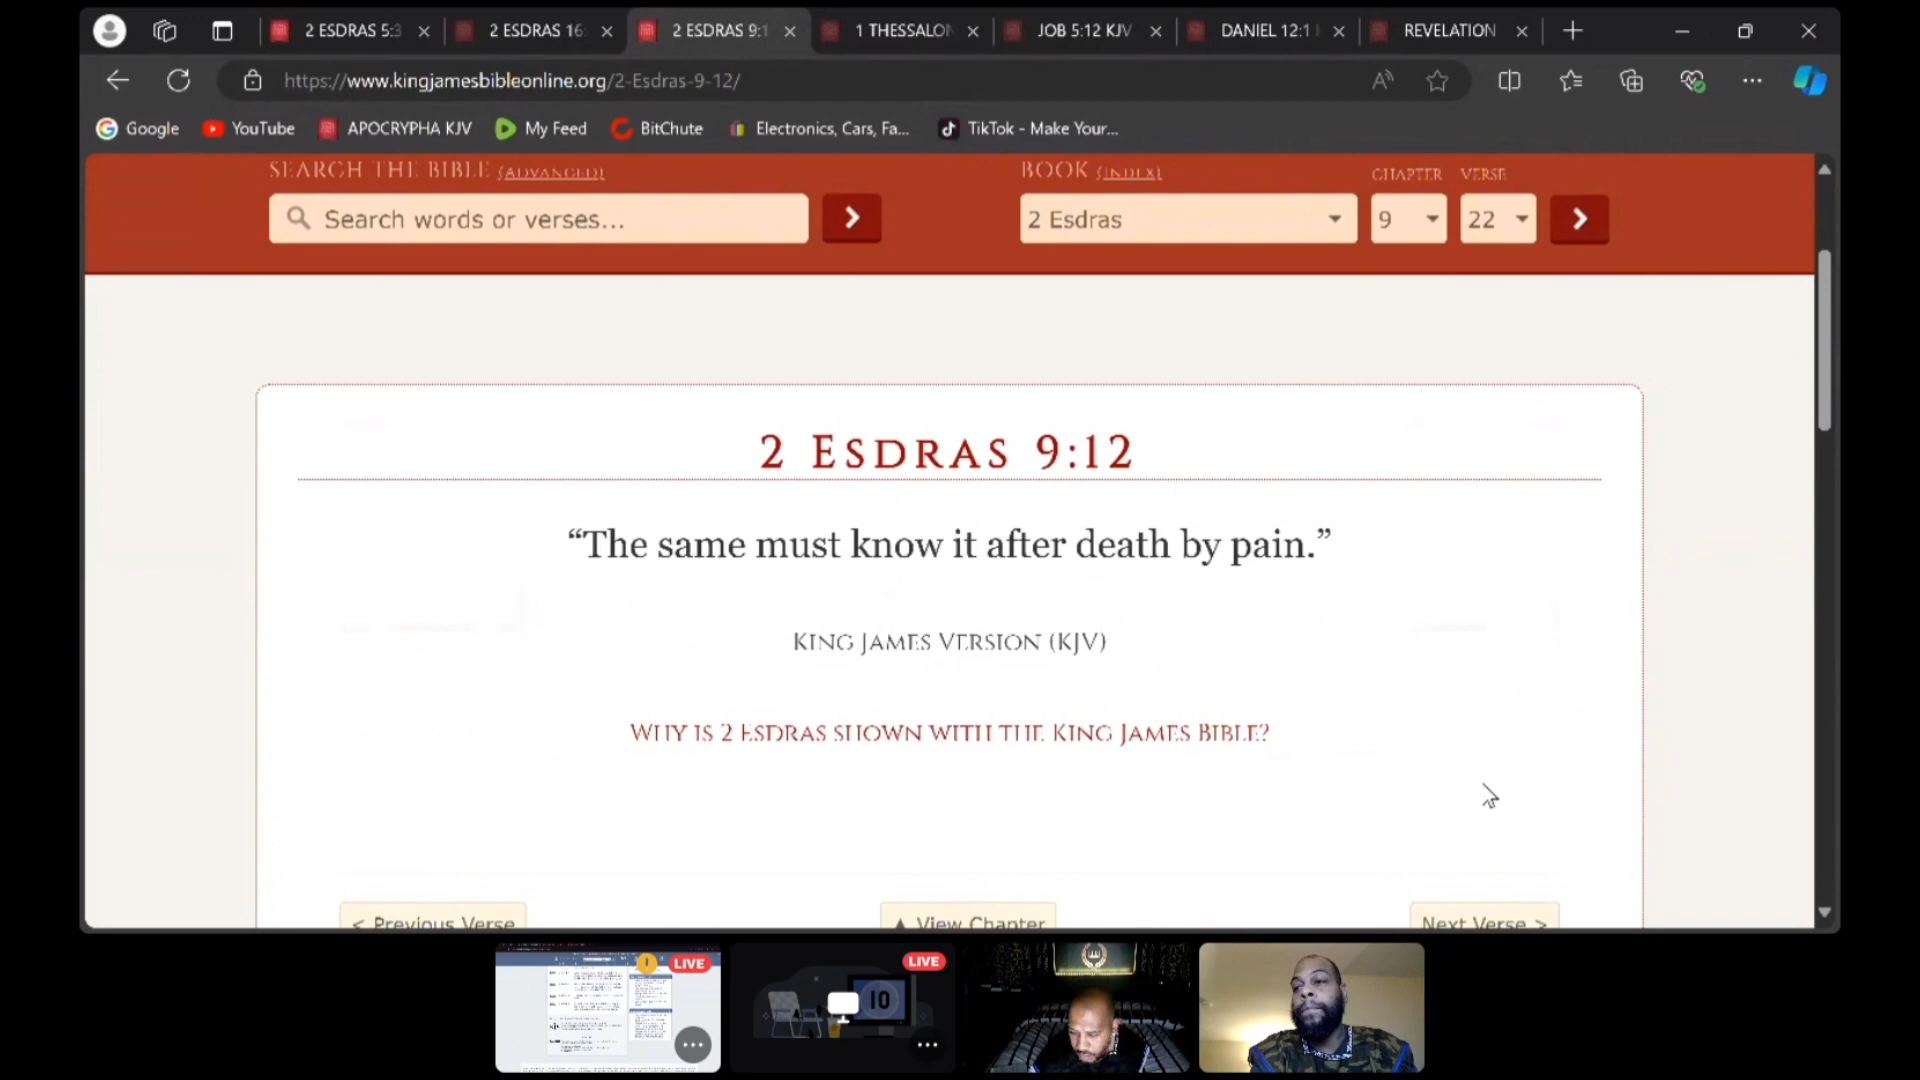 2 ESDRAS 5:3
2 ESDRAS 16:
2 ESDRAS 9:1
1 THESSALON
JOB 5:12 KJV
DANIEL 12:1
REVELATION
https://www.kingjamesbibleonline.org/2-Esdras-9-12/
Google
YouTube
APOCRYPHA KJV
My Feed
BitChute
Electronics, Cars, Fa...
TikTok - Make Your...
SEARCH THE BIBLE (ADVANCED)
BOOK (INDEX)
CHAPTER
VERSE
Search words or verses...
2 Esdras
9
22
2 ESDRAS 9:12
“The same must know it after death by pain.”
KING JAMES VERSION (KJV)
WHY IS 2 ESDRAS SHOWN WITH THE KING JAMES BIBLE?
< Previous Verse
▲ View Chapter
Next Verse >
LIVE
LIVE
10